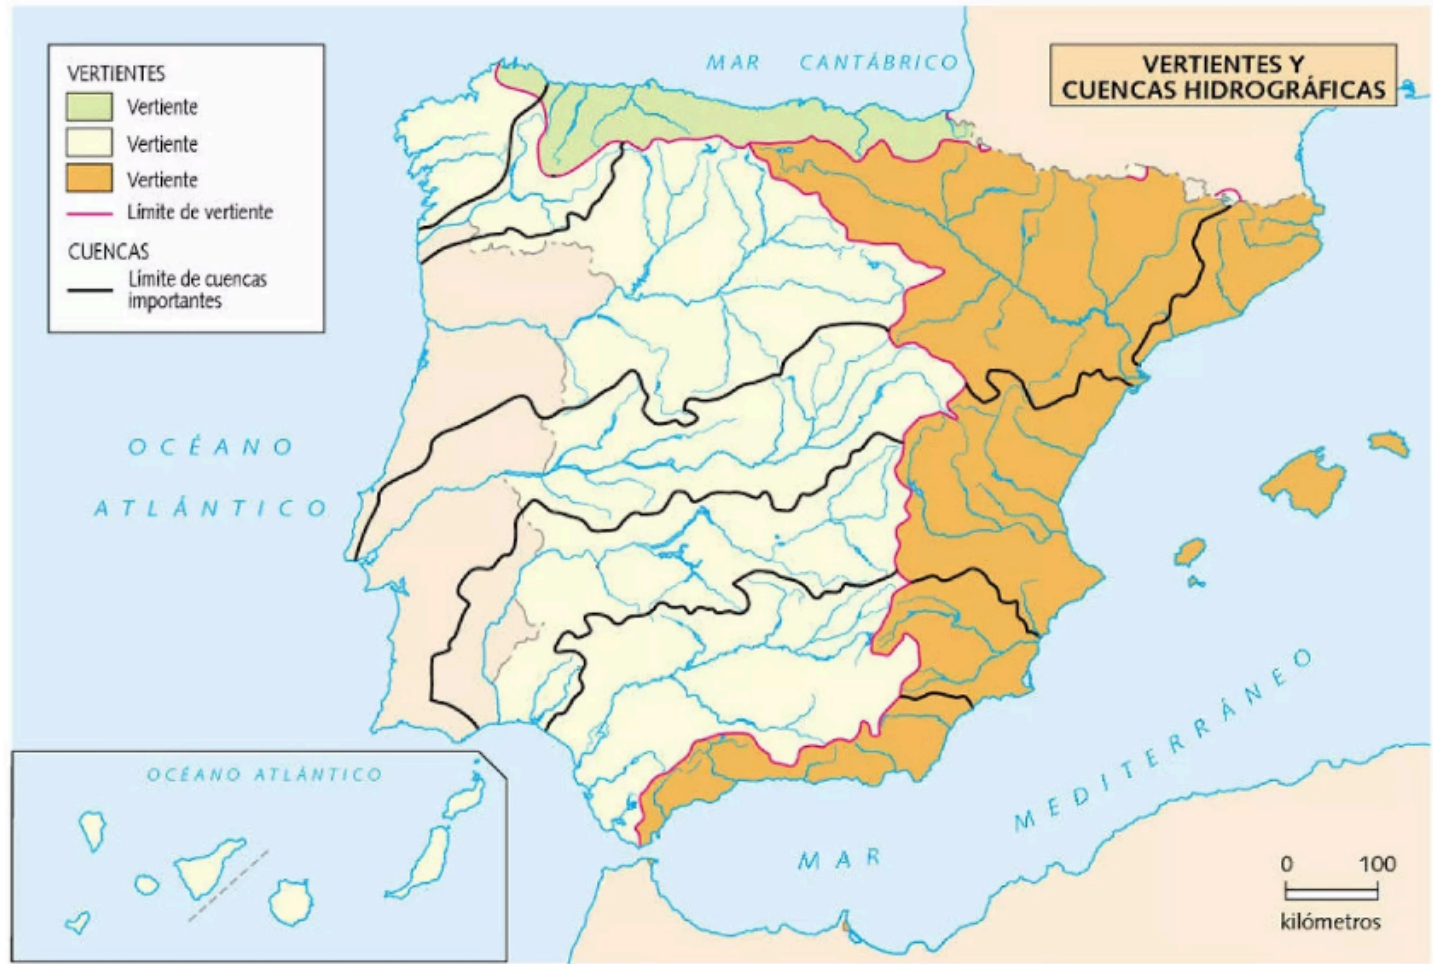 MAR CANTÁBRICO
VERTIENTES Y
CUENCAS HIDROGRÁFICAS
VERTIENTES
Vertiente
Vertiente
Vertiente
Límite de vertiente
CUENCAS
Límite de cuencas
importantes
OCÉANO
ATLÁNTICO
MAR MEDITERRÁNEO
OCÉANO ATLÁNTICO
0 100
kilómetros